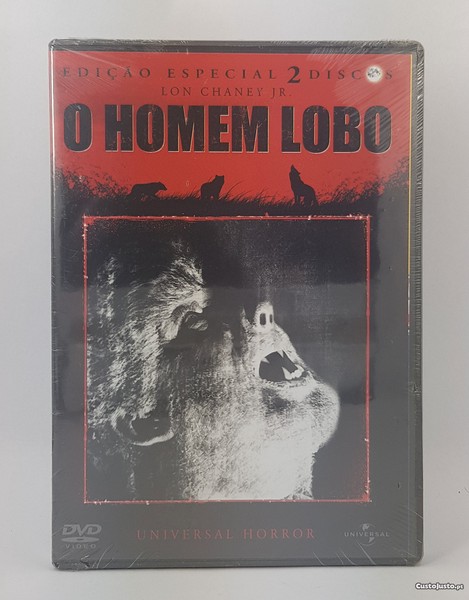 EDIÇÃO ESPECIAL 2 DISCOS
LON CHANEY JR.
O HOMEM LOBO
DVD
VIDEO
UNIVERSAL HORROR
UNIVERSAL
CustoJusto.pt